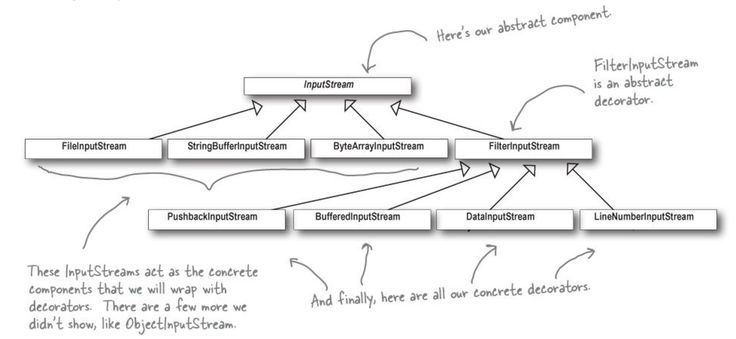 Here's our abstract component.
InputStream
FilterInputStream
is an abstract
decorator.
FileInputStream
StringBufferInputStream
ByteArrayInputStream
FilterInputStream
PushbackInputStream
BufferedInputStream
DataInputStream
LineNumberInputStream
These InputStreams act as the concrete
components that we will wrap with
decorators. There are a few more we
didn't show, like ObjectInputStream.
And finally, here are all our concrete decorators.